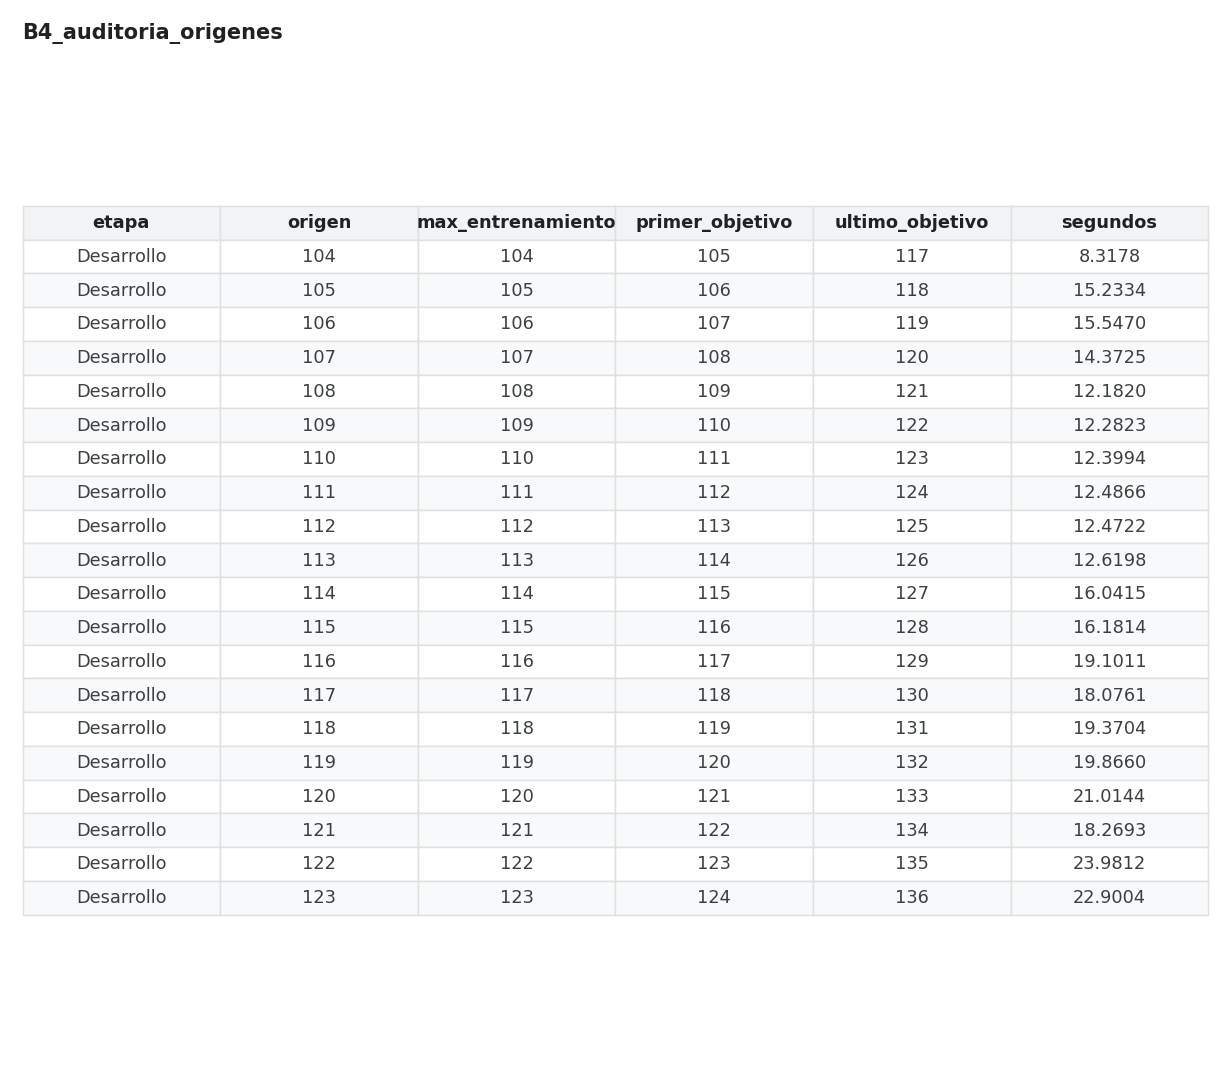 B4_auditoria_origenes
etapa origen max_entrenamiento primer_objetivo ultimo_objetivo segundos
Desarrollo 104 104 105 117 8.3178
Desarrollo 105 105 106 118 15.2334
Desarrollo 106 106 107 119 15.5470
Desarrollo 107 107 108 120 14.3725
Desarrollo 108 108 109 121 12.1820
Desarrollo 109 109 110 122 12.2823
Desarrollo 110 110 111 123 12.3994
Desarrollo 111 111 112 124 12.4866
Desarrollo 112 112 113 125 12.4722
Desarrollo 113 113 114 126 12.6198
Desarrollo 114 114 115 127 16.0415
Desarrollo 115 115 116 128 16.1814
Desarrollo 116 116 117 129 19.1011
Desarrollo 117 117 118 130 18.0761
Desarrollo 118 118 119 131 19.3704
Desarrollo 119 119 120 132 19.8660
Desarrollo 120 120 121 133 21.0144
Desarrollo 121 121 122 134 18.2693
Desarrollo 122 122 123 135 23.9812
Desarrollo 123 123 124 136 22.9004